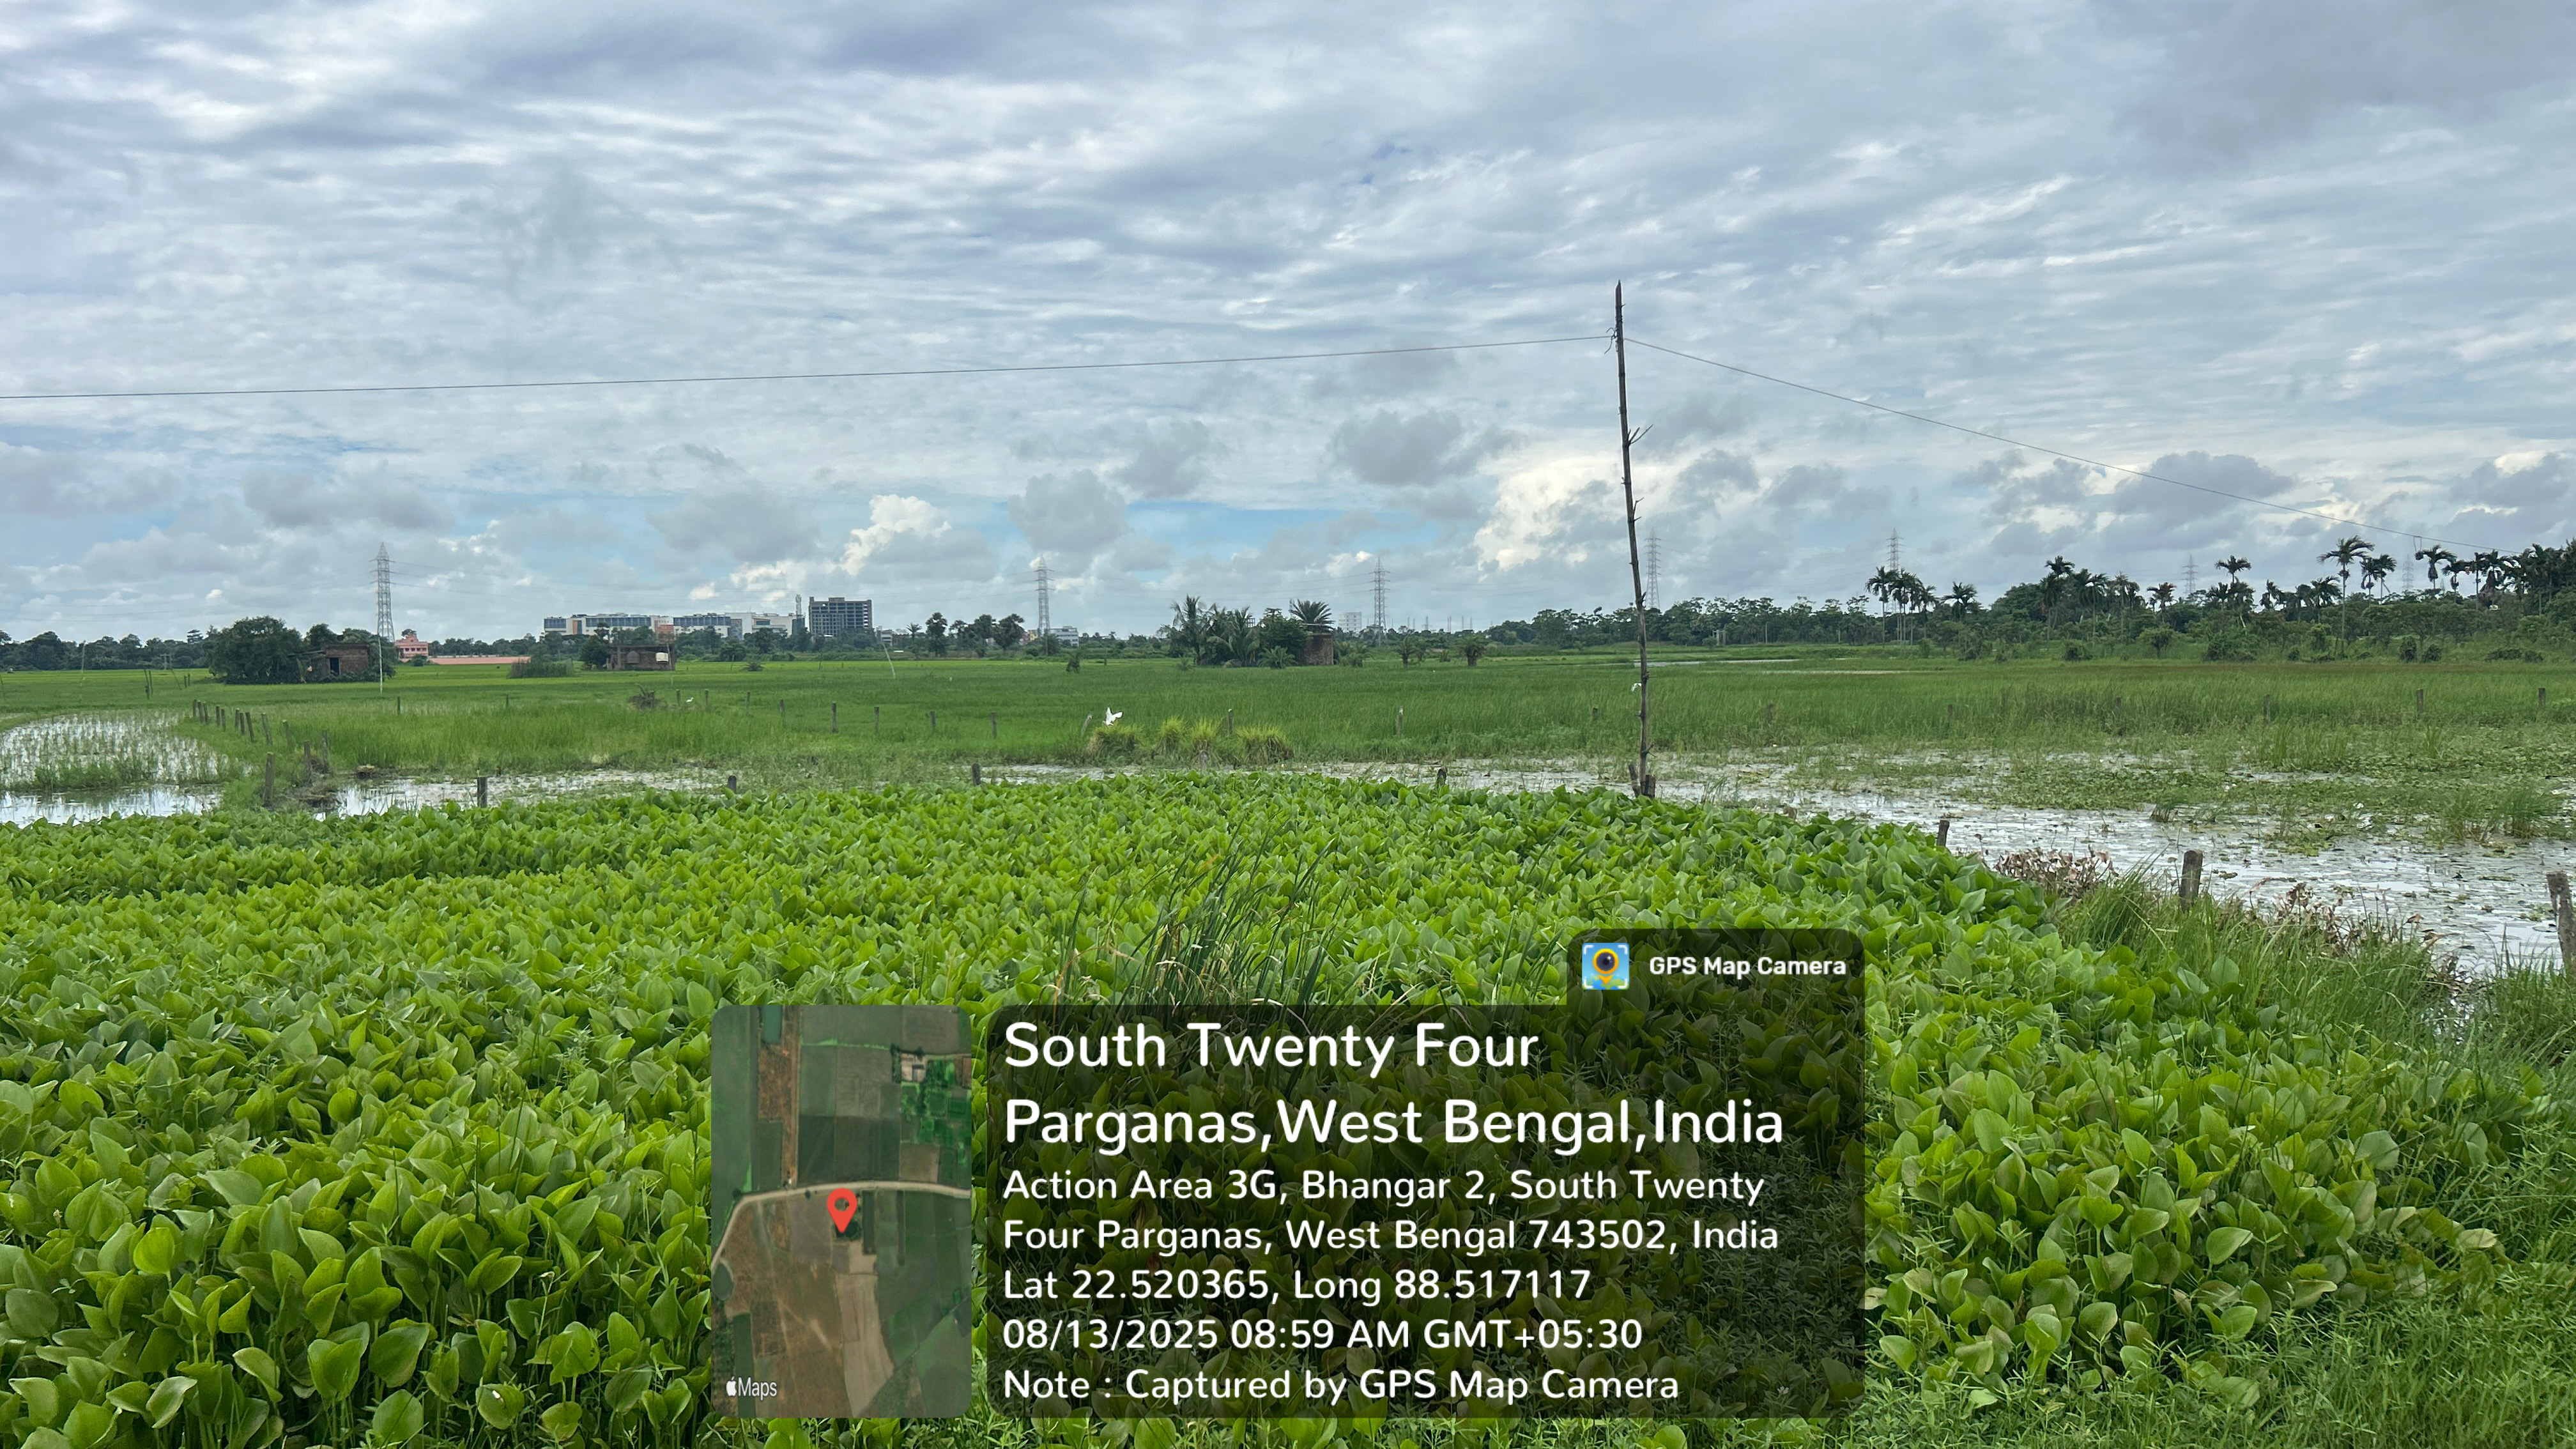 GPS Map Camera
South Twenty Four
Parganas,West Bengal,India
Action Area 3G, Bhangar 2, South Twenty
Four Parganas, West Bengal 743502, India
Lat 22.520365, Long 88.517117
08/13/2025 08:59 AM GMT+05:30
Note : Captured by GPS Map Camera
Maps